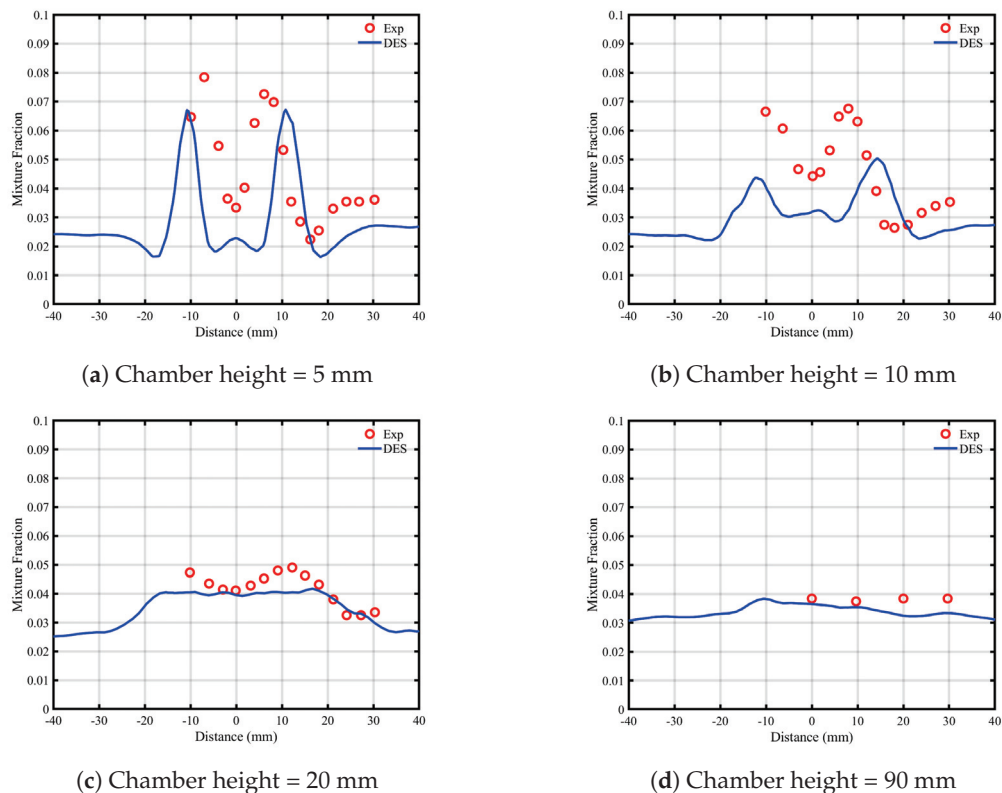 0.1
0.09
0.08
0.07
0.06
0.05
0.04
0.03
0.02
0.01
0
-40 -30 -20 -10 0 10 20 30 40
Mixture Fraction
Distance (mm)
Exp
DES
(a) Chamber height = 5 mm
0.1
0.09
0.08
0.07
0.06
0.05
0.04
0.03
0.02
0.01
0
-40 -30 -20 -10 0 10 20 30 40
Mixture Fraction
Distance (mm)
Exp
DES
(b) Chamber height = 10 mm
0.1
0.09
0.08
0.07
0.06
0.05
0.04
0.03
0.02
0.01
0
-40 -30 -20 -10 0 10 20 30 40
Mixture Fraction
Distance (mm)
Exp
DES
(c) Chamber height = 20 mm
0.1
0.09
0.08
0.07
0.06
0.05
0.04
0.03
0.02
0.01
0
-40 -30 -20 -10 0 10 20 30 40
Mixture Fraction
Distance (mm)
Exp
DES
(d) Chamber height = 90 mm